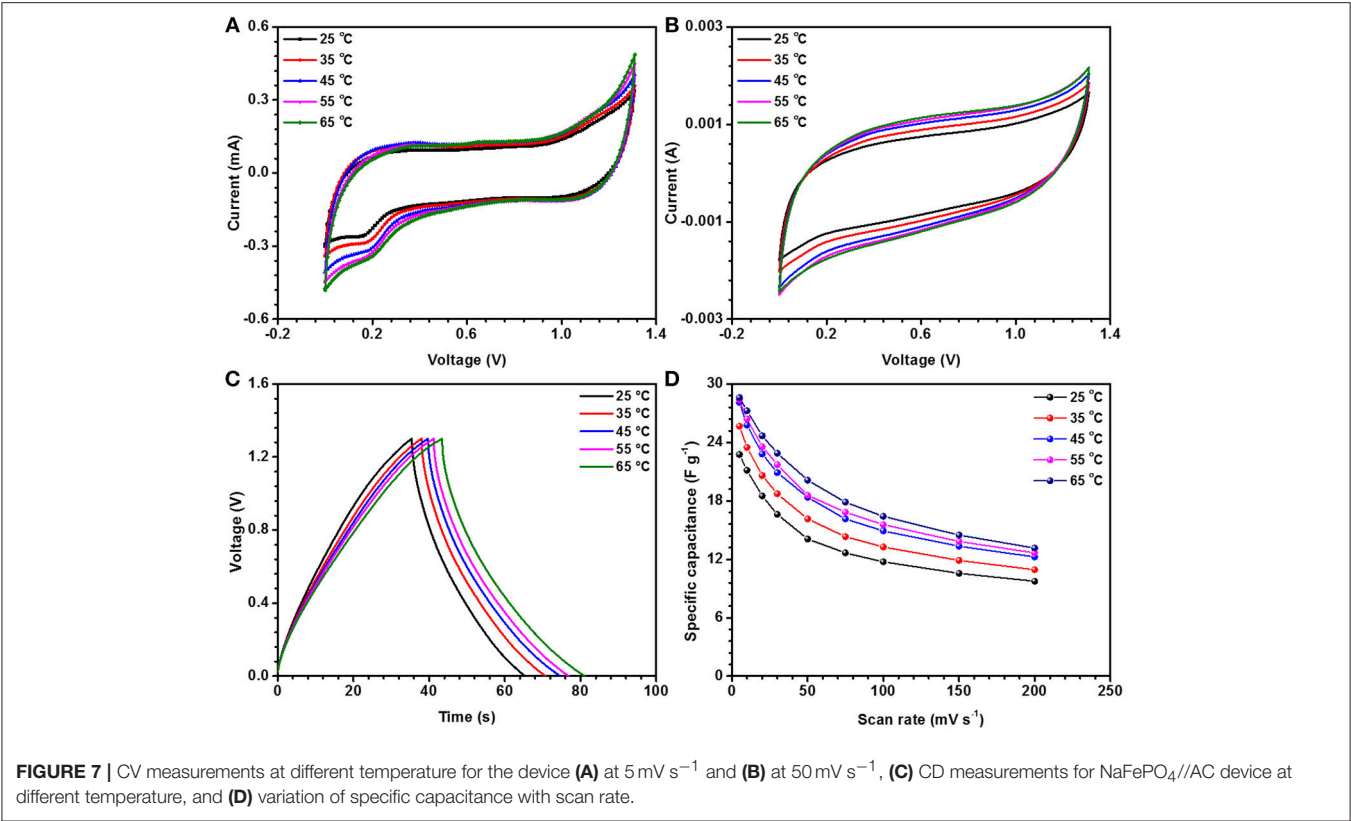 A
0.6
0.3
0.0
-0.3
-0.6
Current (mA)
25 °C
35 °C
45 °C
55 °C
65 °C
-0.2 0.2 0.6 1.0 1.4
Voltage (V)
B
0.003
0.001
-0.001
-0.003
Current (A)
25 °C
35 °C
45 °C
55 °C
65 °C
-0.2 0.2 0.6 1.0 1.4
Voltage (V)
C
1.6
1.2
0.8
0.4
0.0
Voltage (V)
25 °C
35 °C
45 °C
55 °C
65 °C
0 20 40 60 80 100
Time (s)
D
30
24
18
12
6
0
Specific capacitance (F g⁻¹)
25 °C
35 °C
45 °C
55 °C
65 °C
0 50 100 150 200 250
Scan rate (mV s⁻¹)
FIGURE 7 | CV measurements at different temperature for the device (A) at 5 mV s−1 and (B) at 50 mV s−1, (C) CD measurements for NaFePO4//AC device at
different temperature, and (D) variation of specific capacitance with scan rate.